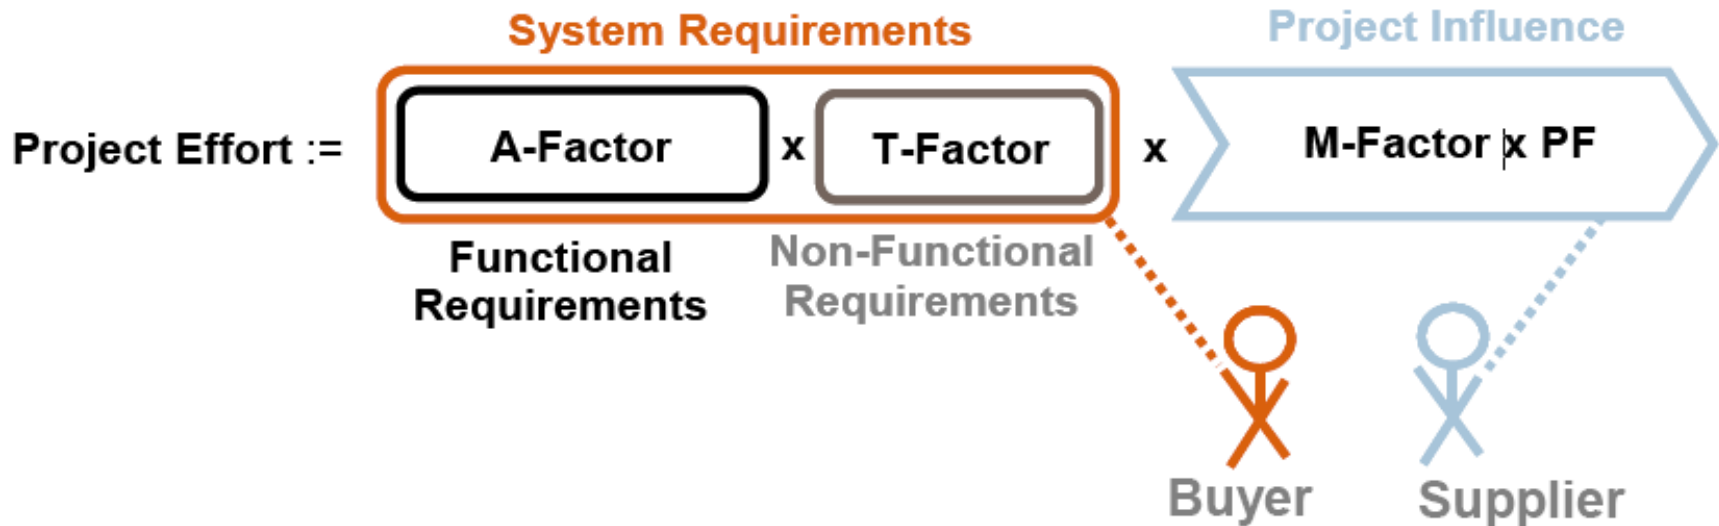 System Requirements
Project Influence
Project Effort := A-Factor x T-Factor x M-Factor x PF
Functional
Requirements
Non-Functional
Requirements
Buyer
Supplier